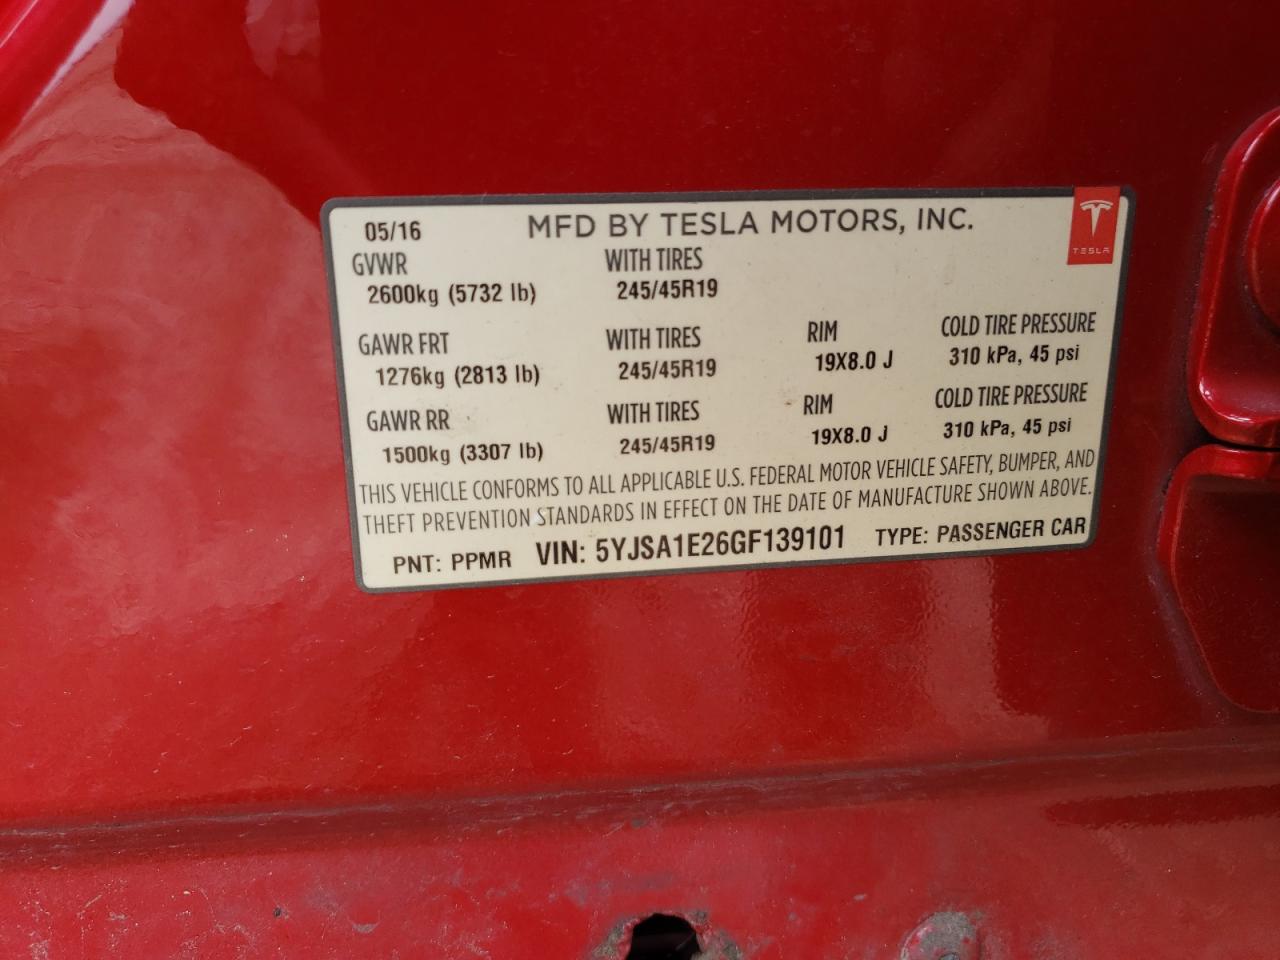 05/16 MFD BY TESLA MOTORS, INC.
TESLA
GVWR WITH TIRES
2600kg (5732 lb) 245/45R19
GAWR FRT WITH TIRES RIM COLD TIRE PRESSURE
1276kg (2813 lb) 245/45R19 19X8.0 J 310 kPa, 45 psi
GAWR RR WITH TIRES RIM COLD TIRE PRESSURE
1500kg (3307 lb) 245/45R19 19X8.0 J 310 kPa, 45 psi
THIS VEHICLE CONFORMS TO ALL APPLICABLE U.S. FEDERAL MOTOR VEHICLE SAFETY, BUMPER, AND
THEFT PREVENTION STANDARDS IN EFFECT ON THE DATE OF MANUFACTURE SHOWN ABOVE.
PNT: PPMR VIN: 5YJSA1E26GF139101 TYPE: PASSENGER CAR